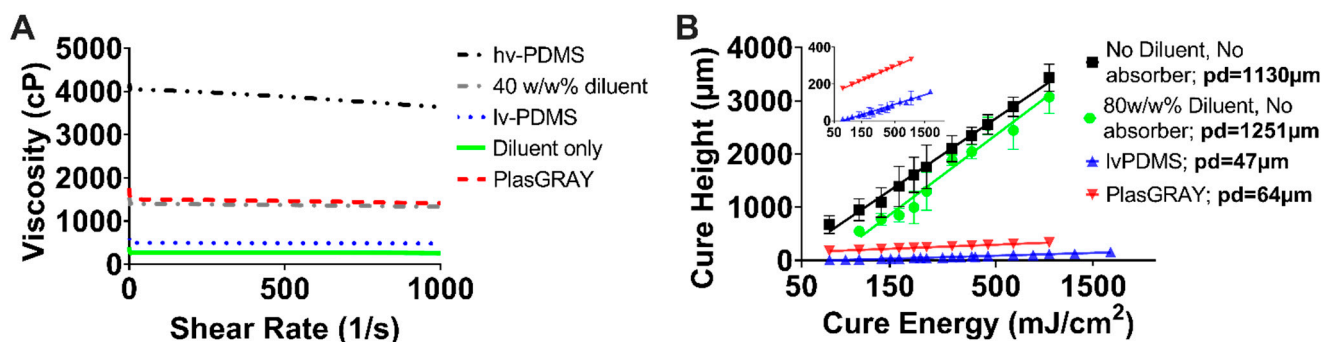 A
Viscosity (cP)
5000
4000
3000
2000
1000
0
0
500
1000
Shear Rate (1/s)
hv-PDMS
40 w/w% diluent
lv-PDMS
Diluent only
PlasGRAY
B
Cure Height (µm)
4000
3000
2000
1000
0
50
150
500
1500
Cure Energy (mJ/cm²)
400
200
0
50
150
500
1500
No Diluent, No
absorber; pd=1130µm
80w/w% Diluent, No
absorber; pd=1251µm
lvPDMS; pd=47µm
PlasGRAY; pd=64µm